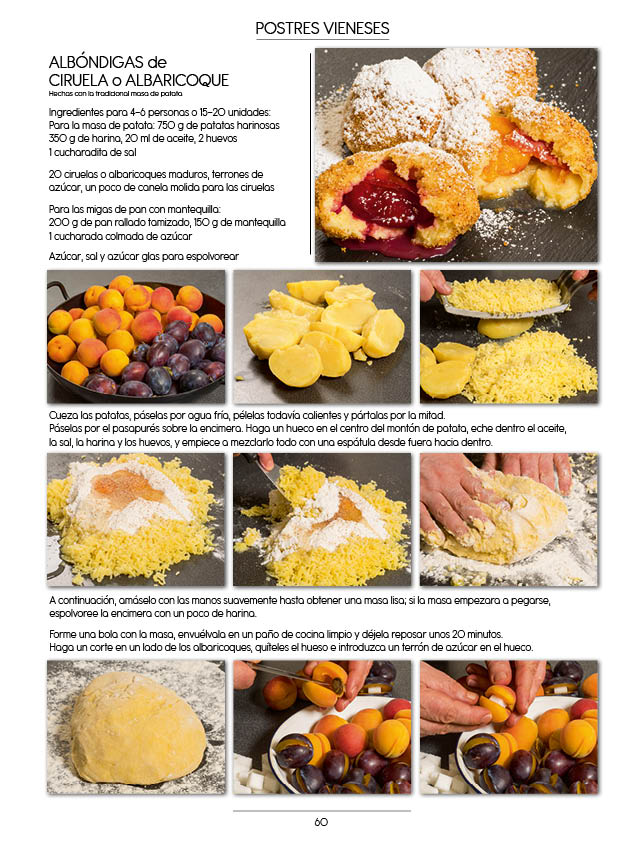 POSTRES VIENESES
ALBÓNDIGAS de
CIRUELA o ALBARICOQUE
Hechas con la tradicional masa de patata
Ingredientes para 4-6 personas o 15-20 unidades:
Para la masa de patata: 750 g de patatas harinosas
350 g de harina, 20 ml de aceite, 2 huevos
1 cucharadita de sal
20 ciruelas o albaricoques maduros, terrones de
azúcar, un poco de canela molida para las ciruelas
Para las migas de pan con mantequilla:
200 g de pan rallado tamizado, 150 g de mantequilla
1 cucharada colmada de azúcar
Azúcar, sal y azúcar glas para espolvorear
Cueza las patatas, páselas por agua fría, pélelas todavía calientes y pártalas por la mitad.
Páselas por el pasapurés sobre la encimera. Haga un hueco en el centro del montón de patata, eche dentro el aceite,
la sal, la harina y los huevos, y empiece a mezclarlo todo con una espátula desde fuera hacia dentro.
A continuación, amáselo con las manos suavemente hasta obtener una masa lisa; si la masa empezara a pegarse,
espolvoree la encimera con un poco de harina.
Forme una bola con la masa, envuélvala en un paño de cocina limpio y déjela reposar unos 20 minutos.
Haga un corte en un lado de los albaricoques, quíteles el hueso e introduzca un terrón de azúcar en el hueco.
60